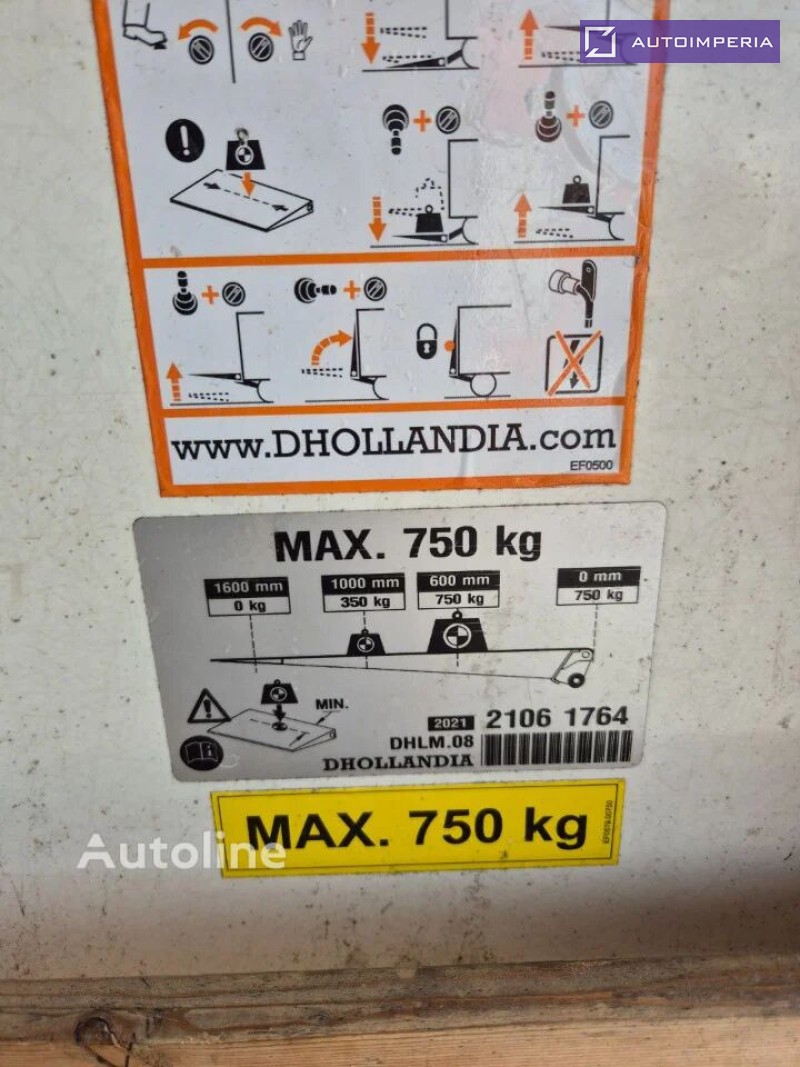 AUTOIMPERIA
www.DHOLLANDIA.com
EF0500
MAX. 750 kg
1600 mm
0 kg
1000 mm
350 kg
600 mm
750 kg
0 mm
750 kg
MIN.
2021
2106 1764
DHLM.08
DHOLLANDIA
MAX. 750 kg
Autoline